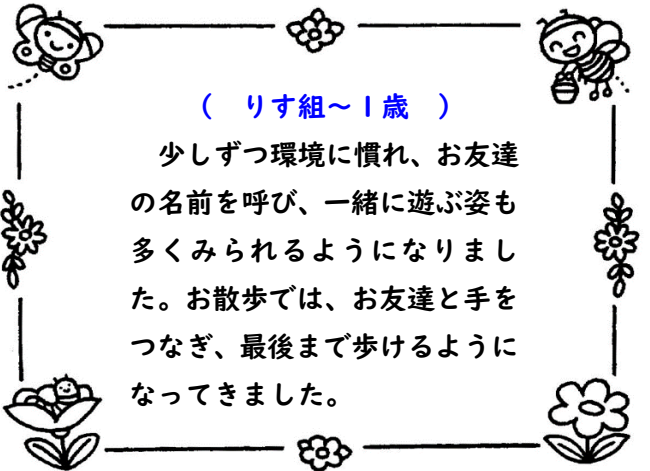 （　りす組～１歳　）
　少しずつ環境に慣れ、お友達
の名前を呼び、一緒に遊ぶ姿も
多くみられるようになりまし
た。お散歩では、お友達と手を
つなぎ、最後まで歩けるように
なってきました。